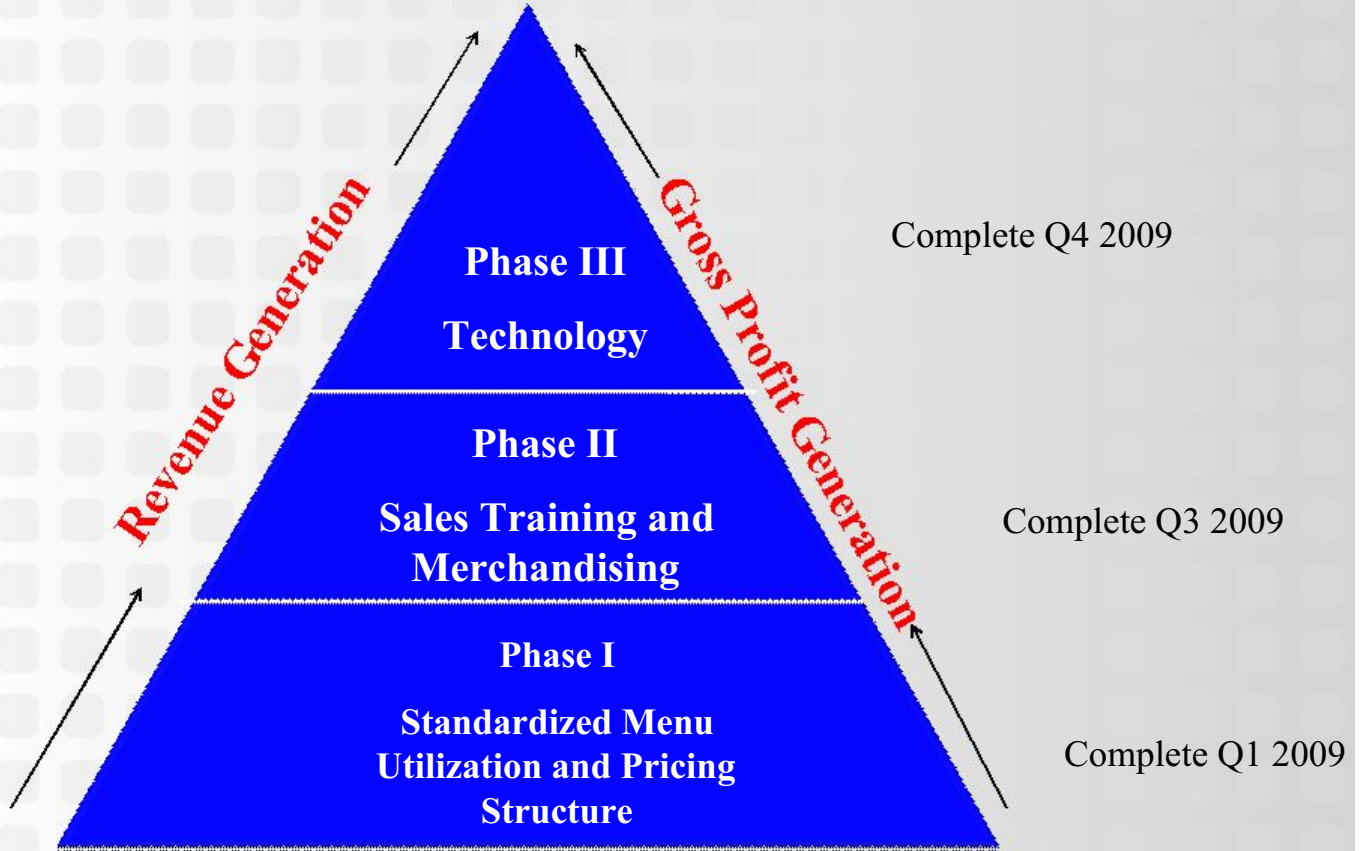 Revenue Generation
Gross Profit Generation
Phase III
Technology
Complete Q4 2009
Phase II
Sales Training and
Merchandising
Complete Q3 2009
Phase I
Standardized Menu
Utilization and Pricing
Structure
Complete Q1 2009